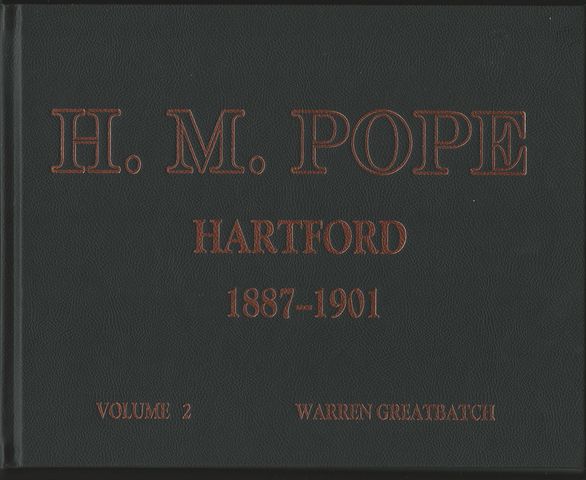 H. M. POPE
HARTFORD
1887–1901
VOLUME 2 WARREN GREATBATCH